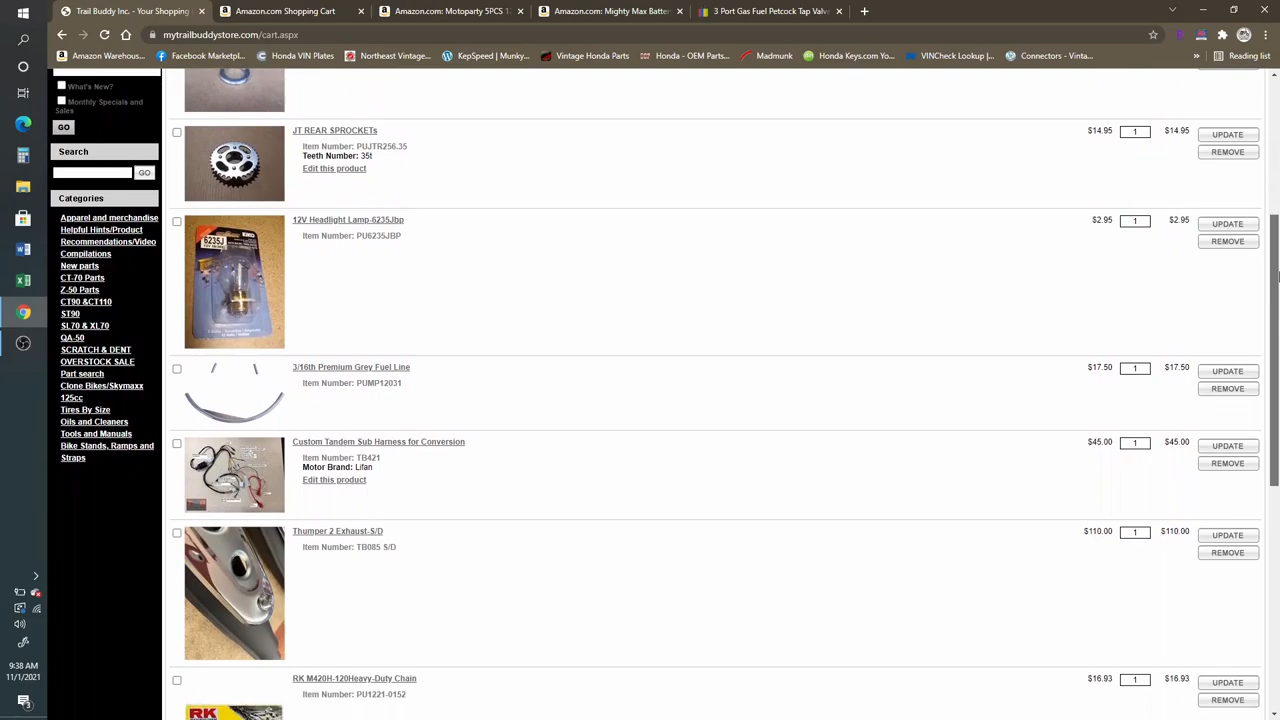 Trail Buddy Inc. - Your Shopping
Amazon.com Shopping Cart
Amazon.com: Motoparty 5PCS 1
Amazon.com: Mighty Max Batter
3 Port Gas Fuel Petcock Tap Valve
mytrailbuddystore.com/cart.aspx
Amazon Warehous...
Honda VIN Plates
Facebook Marketpl...
Northeast Vintage...
KepSpeed | Munky...
Vintage Honda Parts
Honda - OEM Parts...
Madmunk
Honda Keys.com Yo...
VINCheck Lookup |...
Connectors - Vinta...
»
Reading list
What's New?
Monthly Specials and
Sales
GO
Search
GO
Categories
Apparel and merchandise
Helpful Hints/Product
Recommendations/Video
Compilations
New parts
CT-70 Parts
Z-50 Parts
CT90 &CT110
ST90
SL70 & XL70
QA-50
SCRATCH & DENT
OVERSTOCK SALE
Part search
Clone Bikes/Skymaxx
125cc
Tires By Size
Oils and Cleaners
Tools and Manuals
Bike Stands, Ramps and
Straps
JT REAR SPROCKETs
Item Number: PUJTR256.35
Teeth Number: 35t
Edit this product
$14.95 1 $14.95 UPDATE
REMOVE
12V Headlight Lamp-6235Jbp
Item Number: PU6235JBP
$2.95 1 $2.95 UPDATE
REMOVE
6235J
3/16th Premium Grey Fuel Line
Item Number: PUMP12031
$17.50 1 $17.50 UPDATE
REMOVE
Custom Tandem Sub Harness for Conversion
Item Number: TB421
Motor Brand: Lifan
Edit this product
$45.00 1 $45.00 UPDATE
REMOVE
Thumper 2 Exhaust-S/D
Item Number: TB085 S/D
$110.00 1 $110.00 UPDATE
REMOVE
RK M420H-120Heavy-Duty Chain
Item Number: PU1221-0152
$16.93 1 $16.93 UPDATE
REMOVE
RK
9:38 AM
11/1/2021